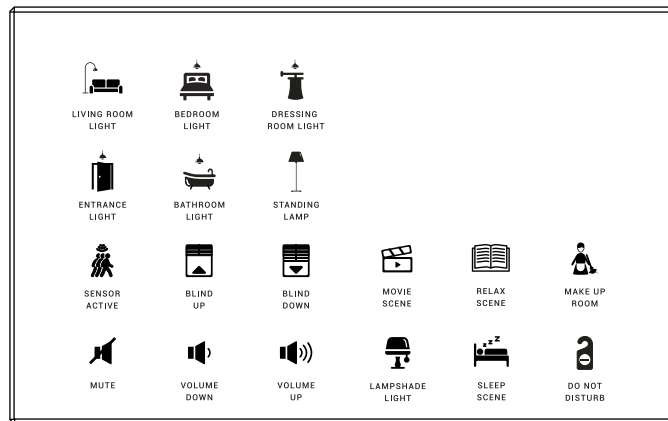 LIVING ROOM
LIGHT
BEDROOM
LIGHT
DRESSING
ROOM LIGHT
ENTRANCE
LIGHT
BATHROOM
LIGHT
STANDING
LAMP
SENSOR
ACTIVE
BLIND
UP
BLIND
DOWN
MOVIE
SCENE
RELAX
SCENE
MAKE UP
ROOM
MUTE
VOLUME
DOWN
VOLUME
UP
LAMPSHADE
LIGHT
zzZ
SLEEP
SCENE
DO NOT
DISTURB